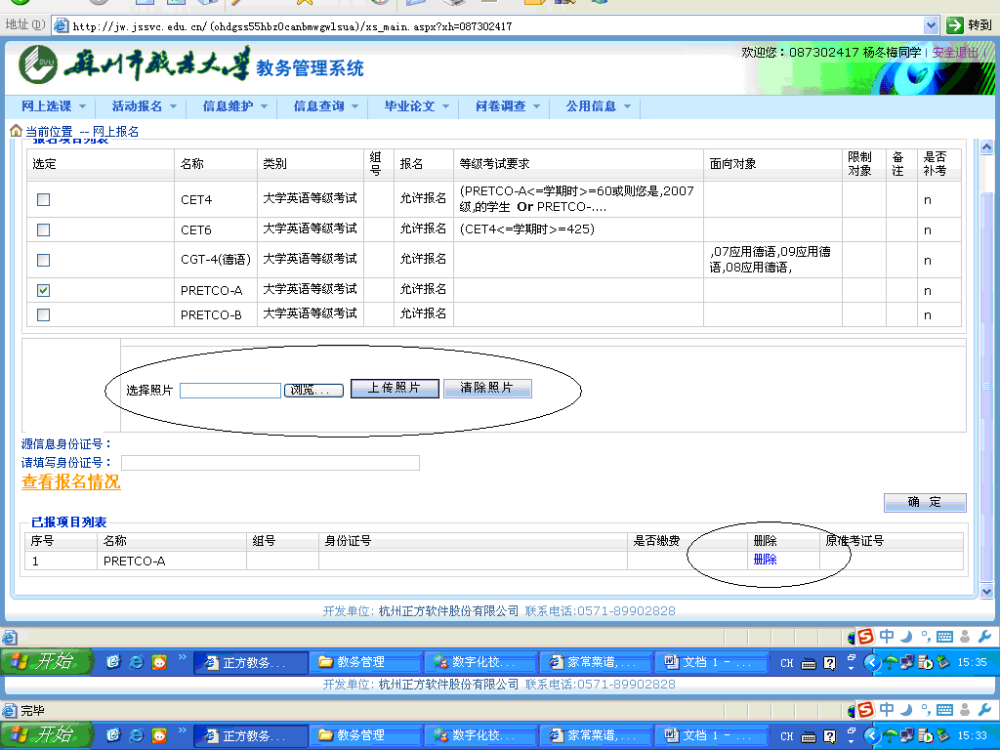 地址(D) http://jw.jssvc.edu.cn/(ohdgss55hbz0canbmwgwlsua)/xs_main.aspx?xh=087302417 转到
SVU 苏州市职业大学 教务管理系统 欢迎您：087302417 杨冬梅同学 | 安全退出
网上选课 活动报名 信息维护 信息查询 毕业论文 问卷调查 公用信息
当前位置 -- 网上报名
报名项目列表
选定 名称 类别 组号 报名 等级考试要求 面向对象 限制对象 备注 是否补考
CET4 大学英语等级考试 允许报名 (PRETCO-A<=学期时>=60或则您是,2007级,的学生 Or PRETCO-.... n
CET6 大学英语等级考试 允许报名 (CET4<=学期时>=425) n
CGT-4(德语) 大学英语等级考试 允许报名 ,07应用德语,09应用德语,08应用德语, n
PRETCO-A 大学英语等级考试 允许报名 n
PRETCO-B 大学英语等级考试 允许报名 n
选择照片 浏览... 上传照片 清除照片
源信息身份证号：
请填写身份证号：
查看报名情况
确 定
已报项目列表
序号 名称 组号 身份证号 是否缴费 删除 原准考证号
1 PRETCO-A 删除
开发单位: 杭州正方软件股份有限公司 联系电话:0571-89902828
中
开始 正方教务... 教务管理 数字化校... 家常菜谱,... 文档 1 - ... CH 15:35
开发单位: 杭州正方软件股份有限公司 联系电话:0571-89902828
完毕 中
开始 正方教务... 教务管理 数字化校... 家常菜谱,... 文档 1 - ... CH 15:33